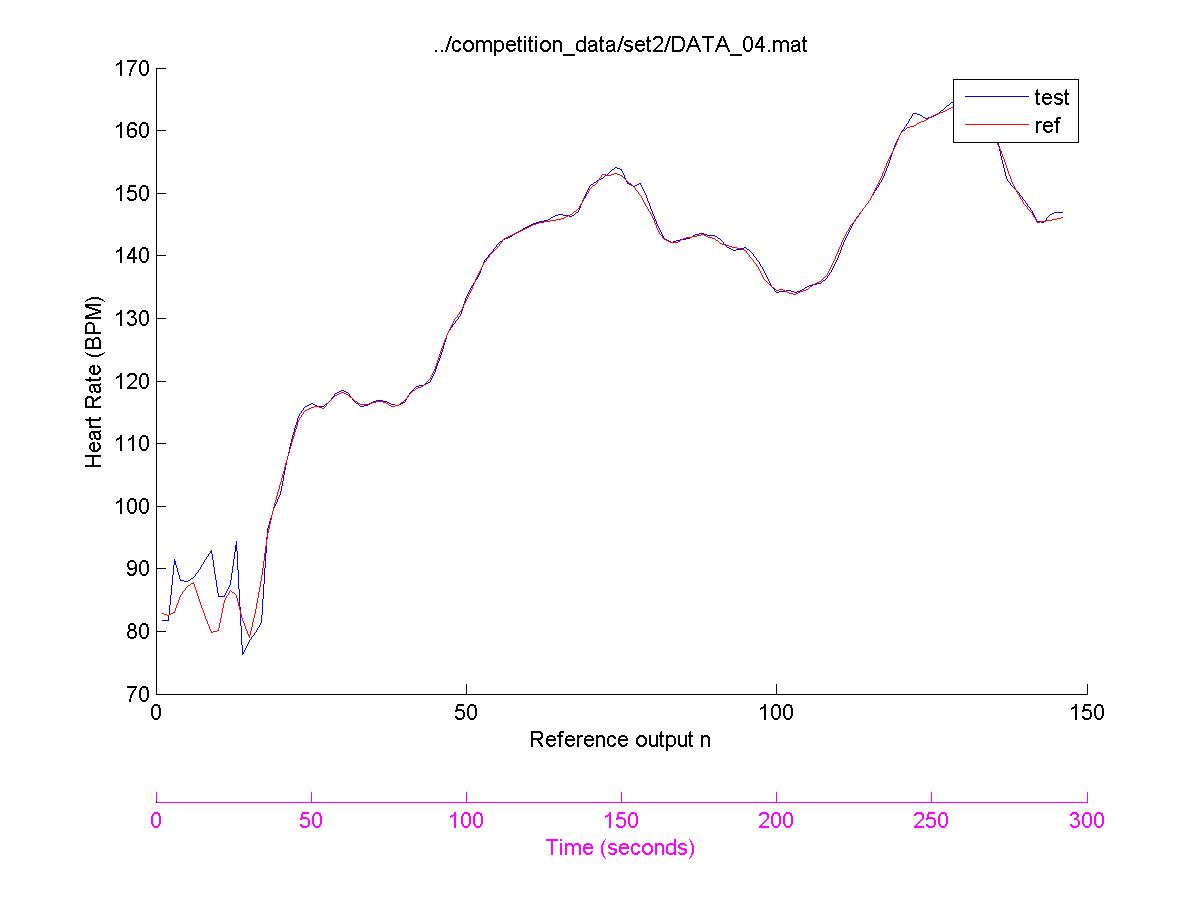 ../competition_data/set2/DATA_04.mat
170
test
ref
160
150
140
130
120
110
100
90
80
70
Heart Rate (BPM)
0 50 100 150
Reference output n
0 50 100 150 200 250 300
Time (seconds)